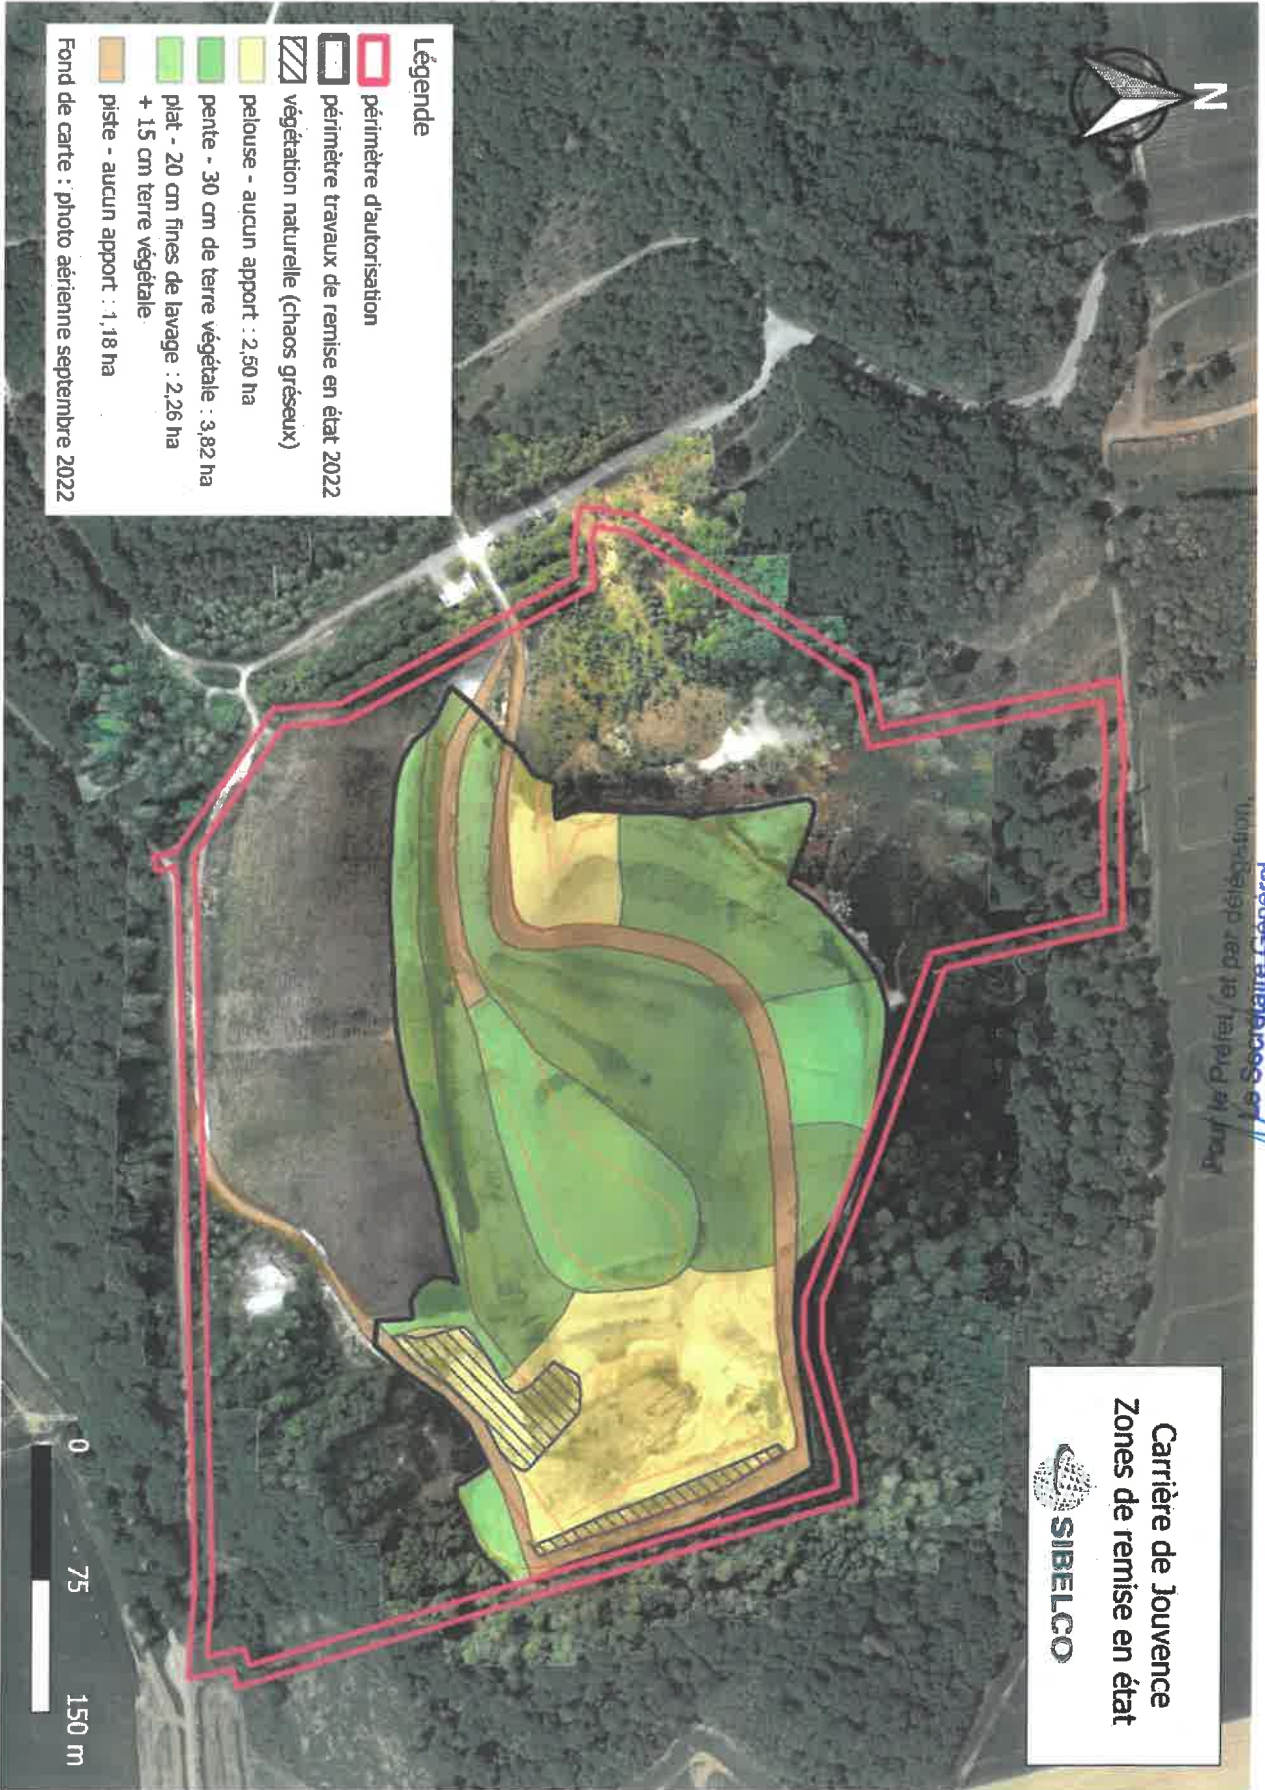 N
Pour le Préfet, et par délégation,
Le Secrétaire Général
Carrière de Jouvence
Zones de remise en état
SIBELCO
Légende
périmètre d'autorisation
périmètre travaux de remise en état 2022
végétation naturelle (chaos gréseux)
pelouse - aucun apport : 2,50 ha
pente - 30 cm de terre végétale : 3,82 ha
plat - 20 cm fines de lavage : 2,26 ha
+ 15 cm terre végétale
piste - aucun apport : 1,18 ha
Fond de carte : photo aérienne septembre 2022
0 75 150 m